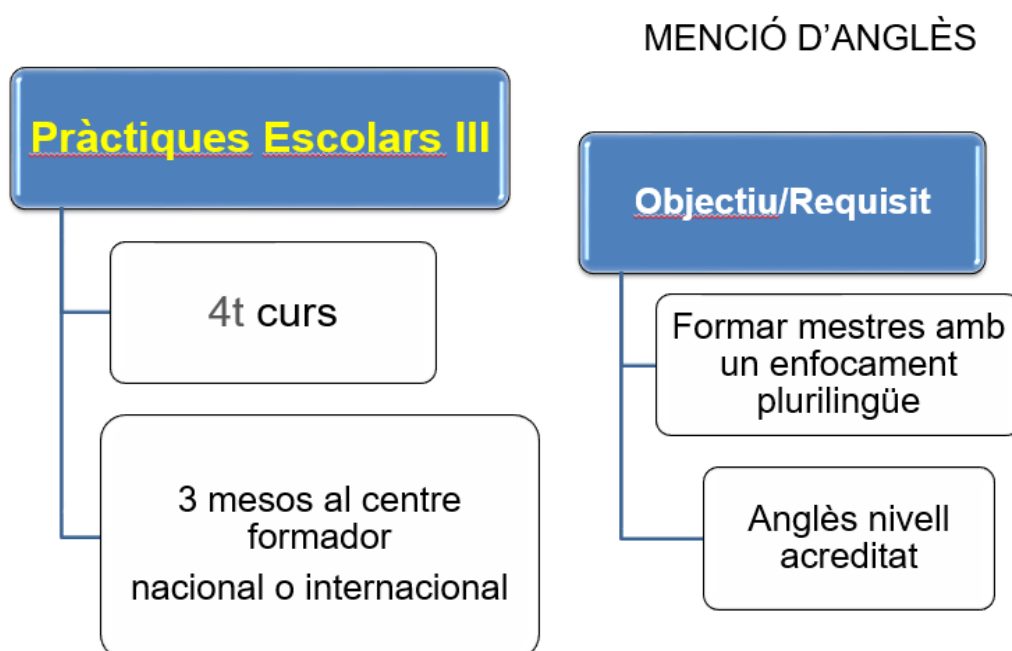 MENCIÓ D'ANGLÈS
Pràctiques Escolars III
4t curs
3 mesos al centre
formador
nacional o internacional
Objectiu/Requisit
Formar mestres amb
un enfocament
plurilingüe
Anglès nivell
acreditat